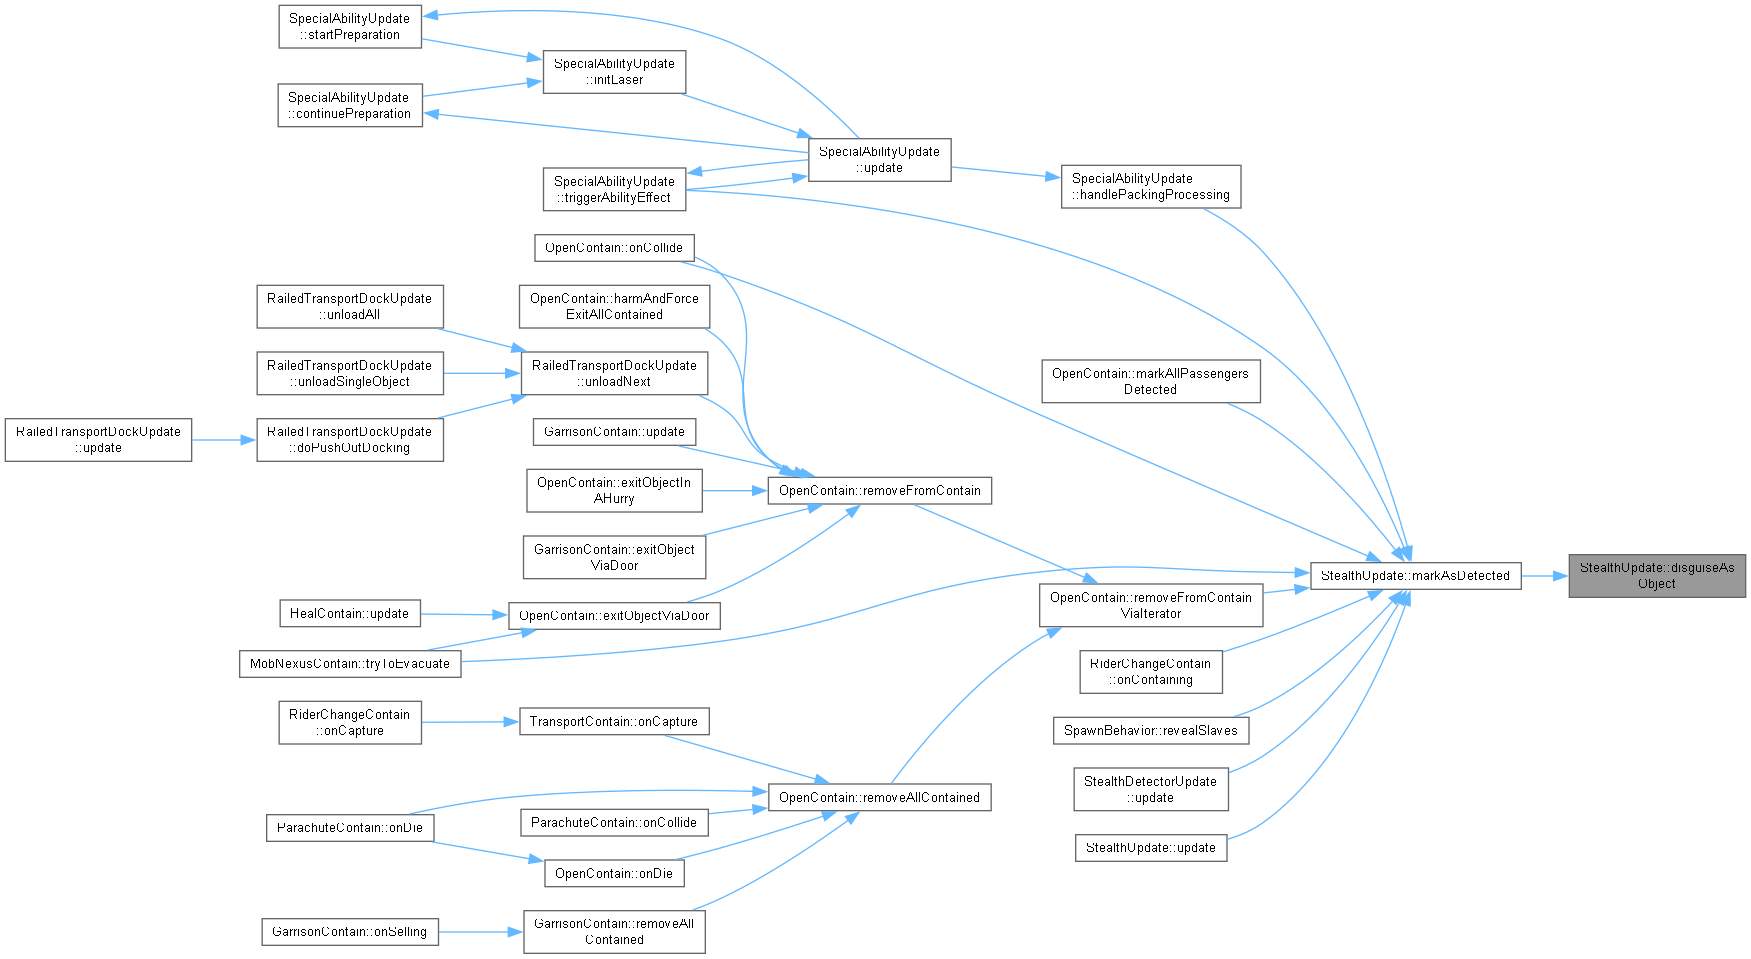 SpecialAbilityUpdate
::startPreparation
SpecialAbilityUpdate
::initLaser
SpecialAbilityUpdate
::continuePreparation
SpecialAbilityUpdate
::update
SpecialAbilityUpdate
::handlePackingProcessing
SpecialAbilityUpdate
::triggerAbilityEffect
OpenContain::onCollide
OpenContain::harmAndForce
ExitAllContained
RailedTransportDockUpdate
::unloadAll
RailedTransportDockUpdate
::unloadNext
RailedTransportDockUpdate
::unloadSingleObject
OpenContain::markAllPassengers
Detected
RailedTransportDockUpdate
::update
RailedTransportDockUpdate
::doPushOutDocking
GarrisonContain::update
OpenContain::exitObjectIn
AHurry
OpenContain::removeFromContain
GarrisonContain::exitObject
ViaDoor
StealthUpdate::markAsDetected
StealthUpdate::disguiseAs
Object
HealContain::update
OpenContain::exitObjectViaDoor
OpenContain::removeFromContain
ViaIterator
MobNexusContain::tryToEvacuate
RiderChangeContain
::onContaining
RiderChangeContain
::onCapture
TransportContain::onCapture
SpawnBehavior::revealSlaves
StealthDetectorUpdate
::update
OpenContain::removeAllContained
ParachuteContain::onDie
ParachuteContain::onCollide
StealthUpdate::update
OpenContain::onDie
GarrisonContain::onSelling
GarrisonContain::removeAll
Contained